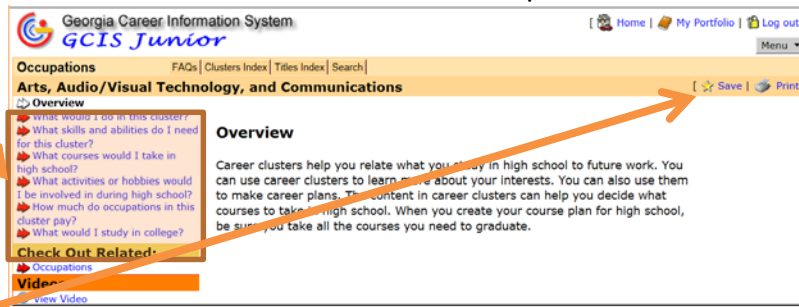 Georgia Career Information System
GCIS Junior
[ Home | My Portfolio | Log out
Menu
Occupations FAQs | Clusters Index | Titles Index | Search |
Arts, Audio/Visual Technology, and Communications [ Save | Print
Overview
What would I do in this cluster?
What skills and abilities do I need
for this cluster?
What courses would I take in
high school?
What activities or hobbies would
I be involved in during high school?
How much do occupations in this
cluster pay?
What would I study in college?
Check Out Related:
Occupations
Videos
View Video
Overview
Career clusters help you relate what you study in high school to future work. You
can use career clusters to learn more about your interests. You can also use them
to make career plans. The content in career clusters can help you decide what
courses to take in high school. When you create your course plan for high school,
be sure you take all the courses you need to graduate.